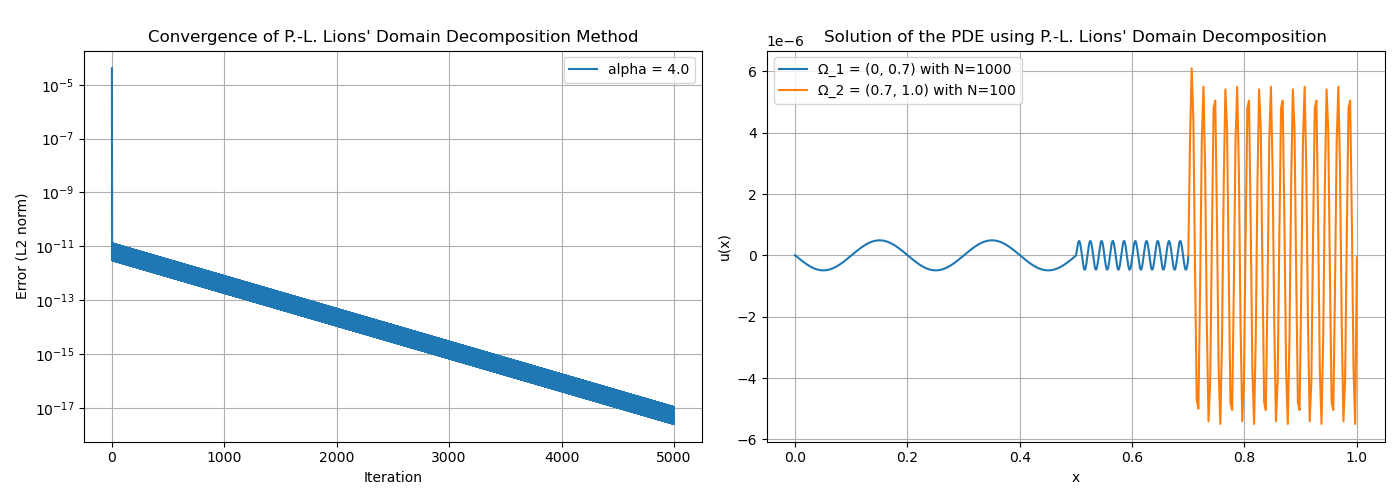 Convergence of P.-L. Lions' Domain Decomposition Method
alpha = 4.0
10⁻⁵
10⁻⁷
10⁻⁹
10⁻¹¹
10⁻¹³
10⁻¹⁵
10⁻¹⁷
Error (L2 norm)
0 1000 2000 3000 4000 5000
Iteration
1e−6
Solution of the PDE using P.-L. Lions' Domain Decomposition
Ω_1 = (0, 0.7) with N=1000
Ω_2 = (0.7, 1.0) with N=100
6
4
2
0
−2
−4
−6
u(x)
0.0 0.2 0.4 0.6 0.8 1.0
x